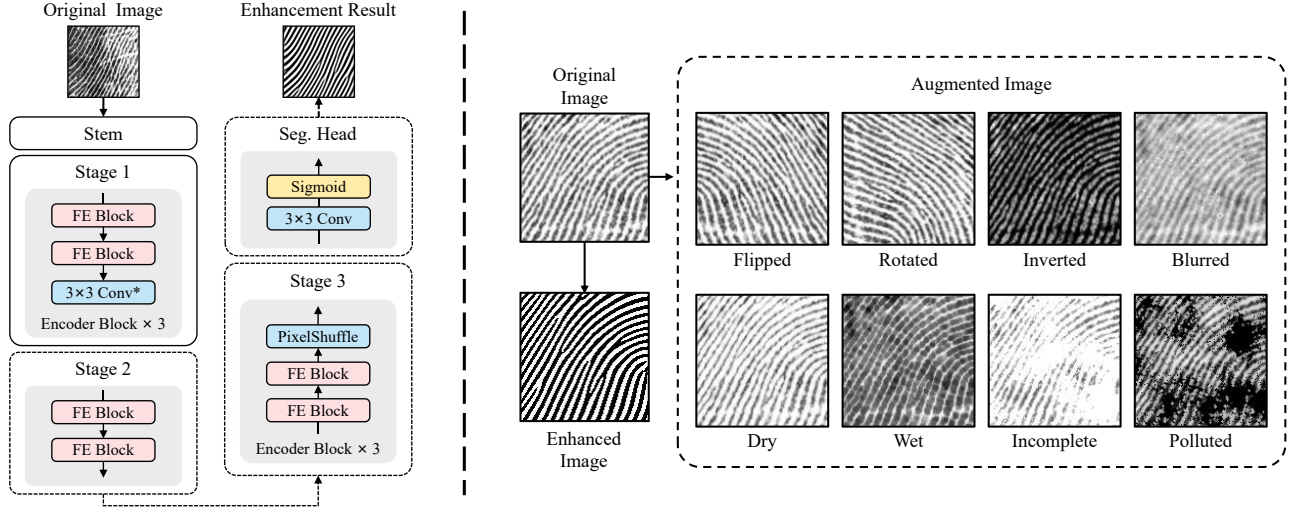 Original Image
Stem
Stage 1
FE Block
FE Block
3×3 Conv*
Encoder Block × 3
Stage 2
FE Block
FE Block
Enhancement Result
Seg. Head
Sigmoid
3×3 Conv
Stage 3
PixelShuffle
FE Block
FE Block
Encoder Block × 3
Original
Image
Enhanced
Image
Augmented Image
Flipped
Rotated
Inverted
Blurred
Dry
Wet
Incomplete
Polluted